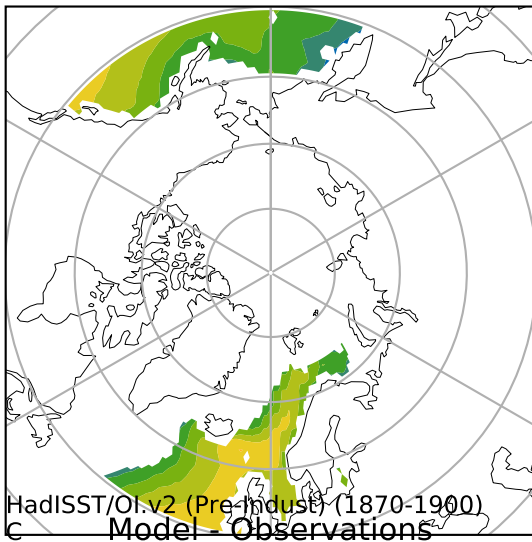 HadISST/OI.v2 (Pre-Indust) (1870-1900)
C Model - Observations